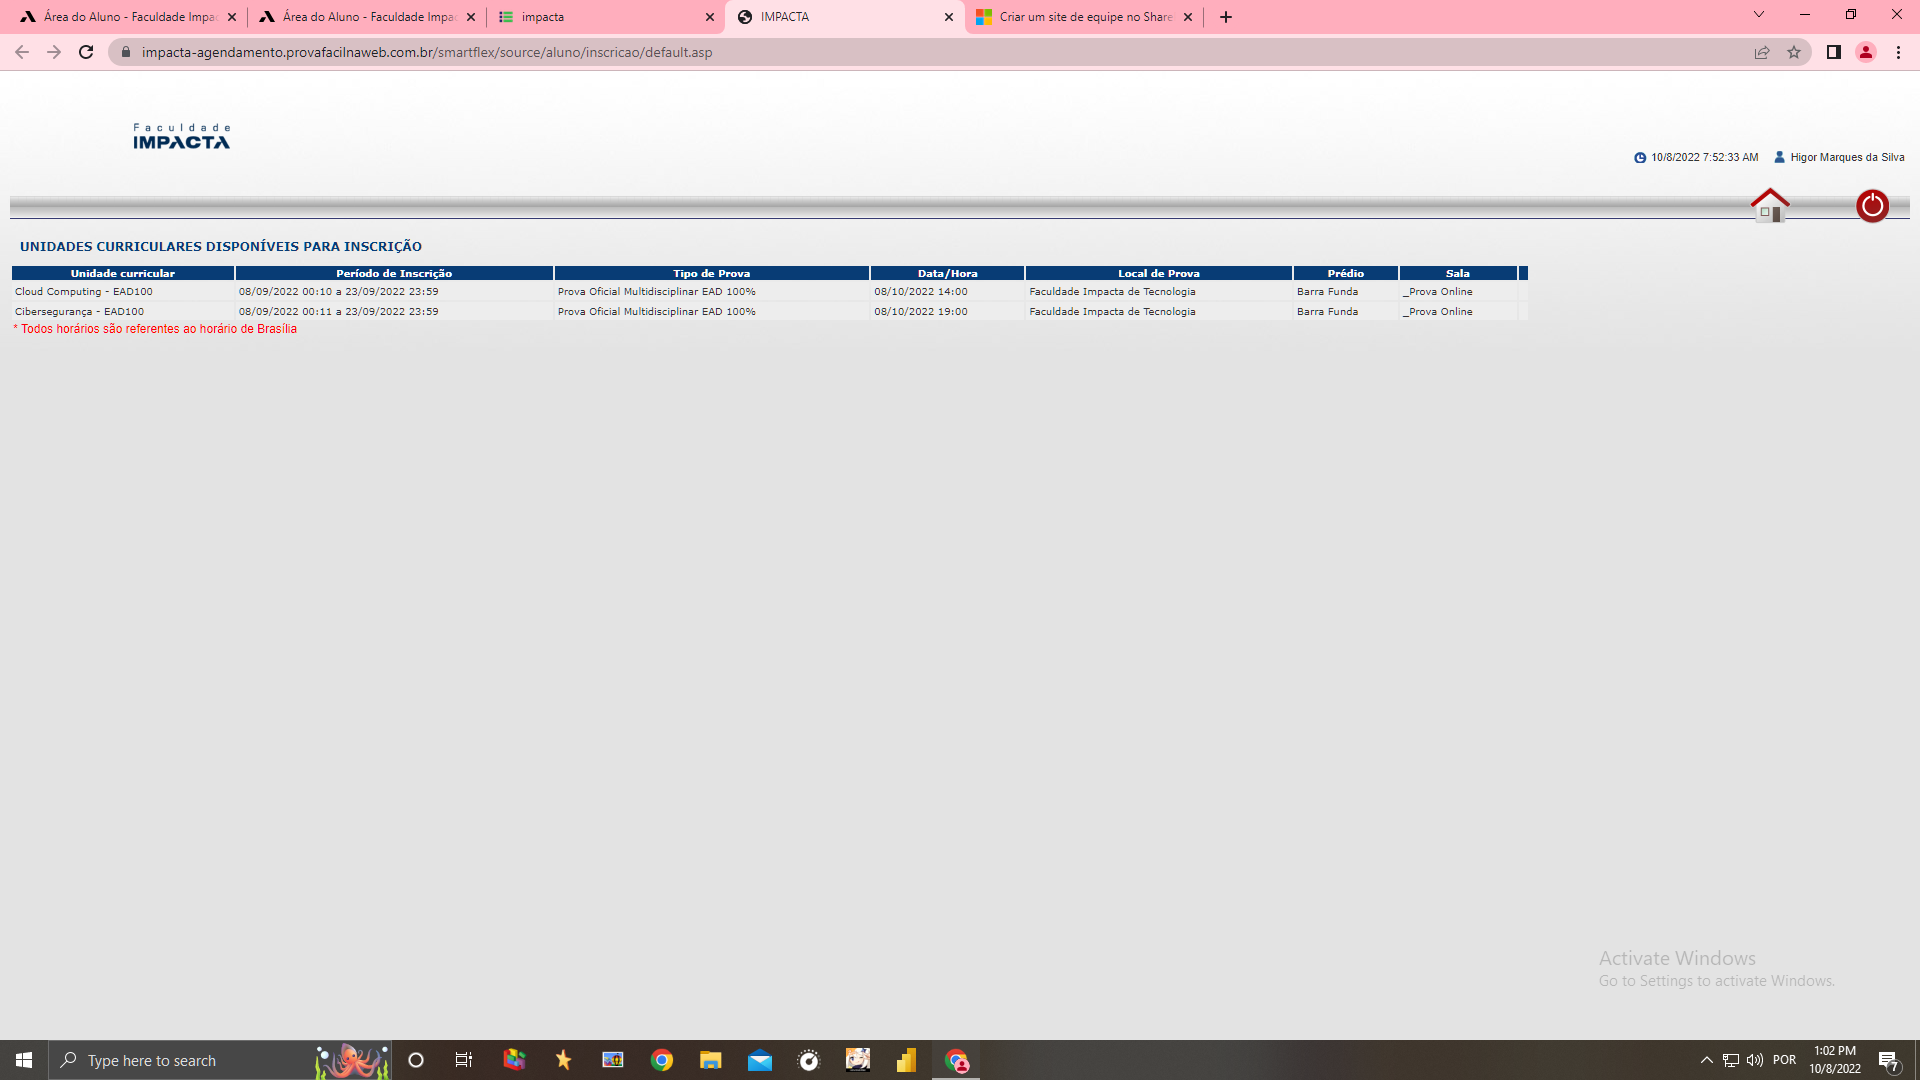 Área do Aluno - Faculdade Impac
Área do Aluno - Faculdade Impac
impacta
IMPACTA
Criar um site de equipe no Share
impacta-agendamento.provafacilnaweb.com.br/smartflex/source/aluno/inscricao/default.asp
Faculdade
IMPACTA
10/8/2022 7:52:33 AM Higor Marques da Silva
UNIDADES CURRICULARES DISPONÍVEIS PARA INSCRIÇÃO
Unidade curricular Período de Inscrição Tipo de Prova Data/Hora Local de Prova Prédio Sala
Cloud Computing - EAD100 08/09/2022 00:10 a 23/09/2022 23:59 Prova Oficial Multidisciplinar EAD 100% 08/10/2022 14:00 Faculdade Impacta de Tecnologia Barra Funda _Prova Online
Cibersegurança - EAD100 08/09/2022 00:11 a 23/09/2022 23:59 Prova Oficial Multidisciplinar EAD 100% 08/10/2022 19:00 Faculdade Impacta de Tecnologia Barra Funda _Prova Online
* Todos horários são referentes ao horário de Brasília
Activate Windows
Go to Settings to activate Windows.
Type here to search
POR
1:02 PM
10/8/2022
7